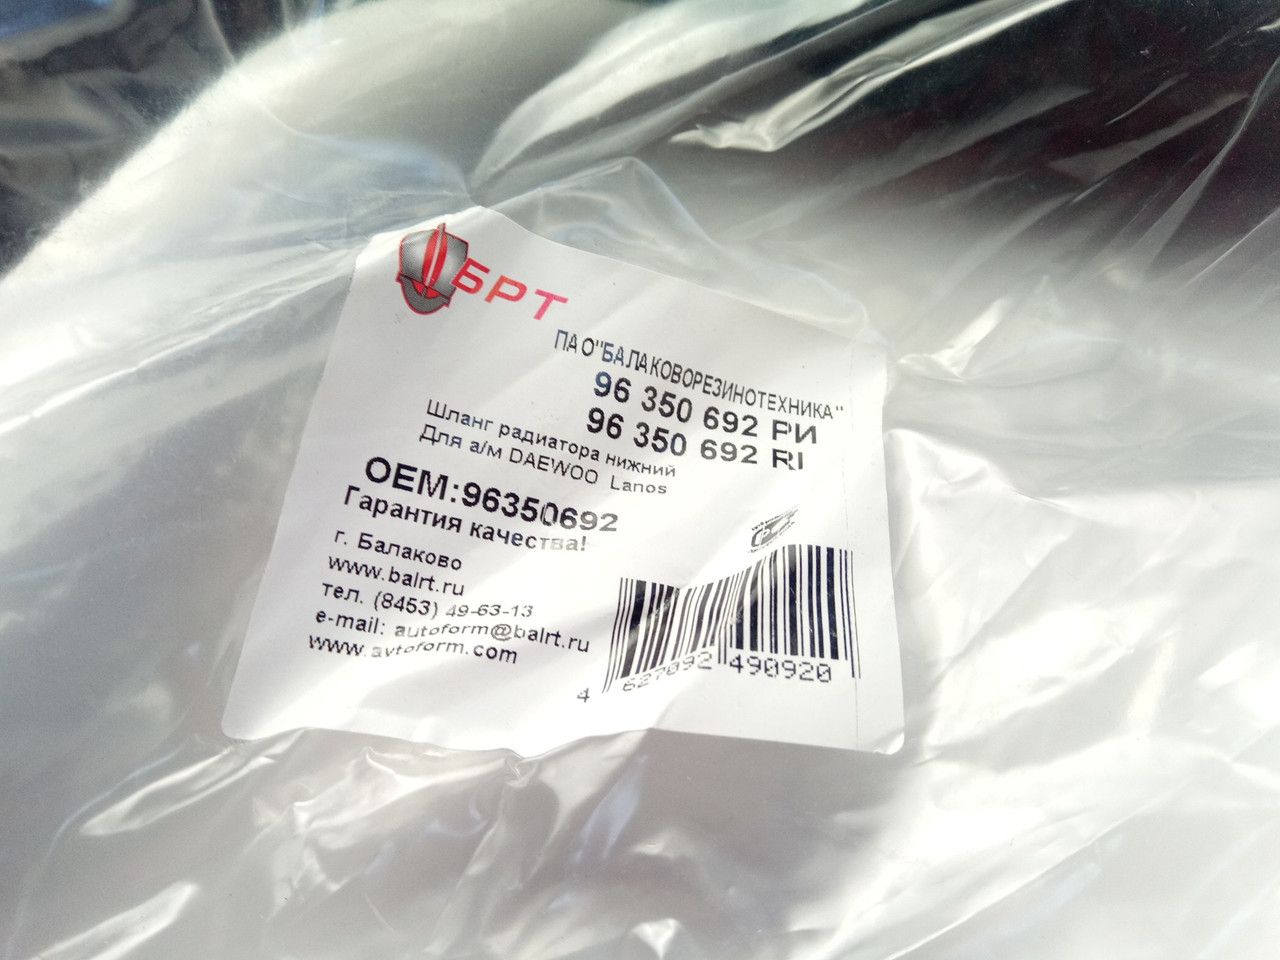 БРТ
ПАО"БАЛАКОВОРЕЗИНОТЕХНИКА"
96 350 692 РИ
96 350 692 RI
Шланг радиатора нижний
Для а/м DAEWOO Lanos
OEM:96350692
Гарантия качества!
г. Балаково
www.balrt.ru
тел. (8453) 49-63-13
e-mail: autoform@balrt.ru
www.avtoform.com
4 627092 490920